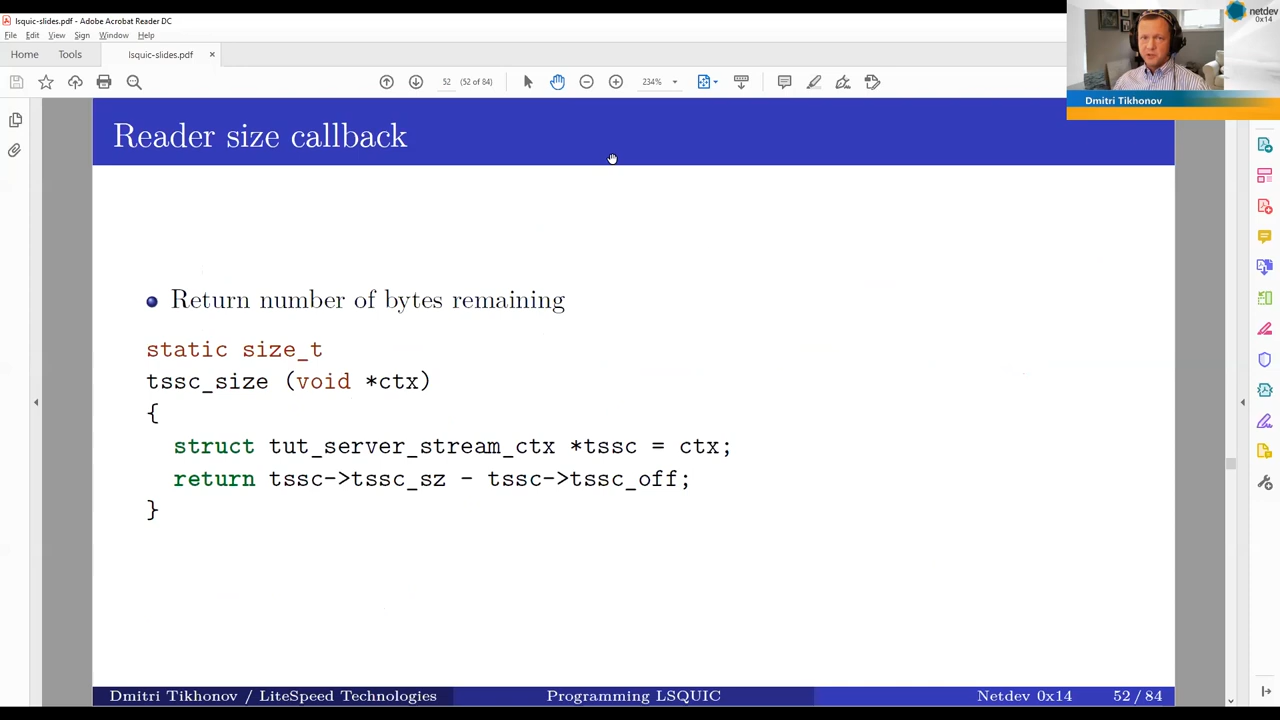 lsquic-slides.pdf - Adobe Acrobat Reader DC
File Edit View Sign Window Help
Home Tools lsquic-slides.pdf ×
52 (52 of 84) 234%
netdev
0x14
Dmitri Tikhonov
Reader size callback
Return number of bytes remaining
static size_t
tssc_size (void *ctx)
{
struct tut_server_stream_ctx *tssc = ctx;
return tssc->tssc_sz - tssc->tssc_off;
}
Dmitri Tikhonov / LiteSpeed Technologies Programming LSQUIC Netdev 0x14 52 / 84